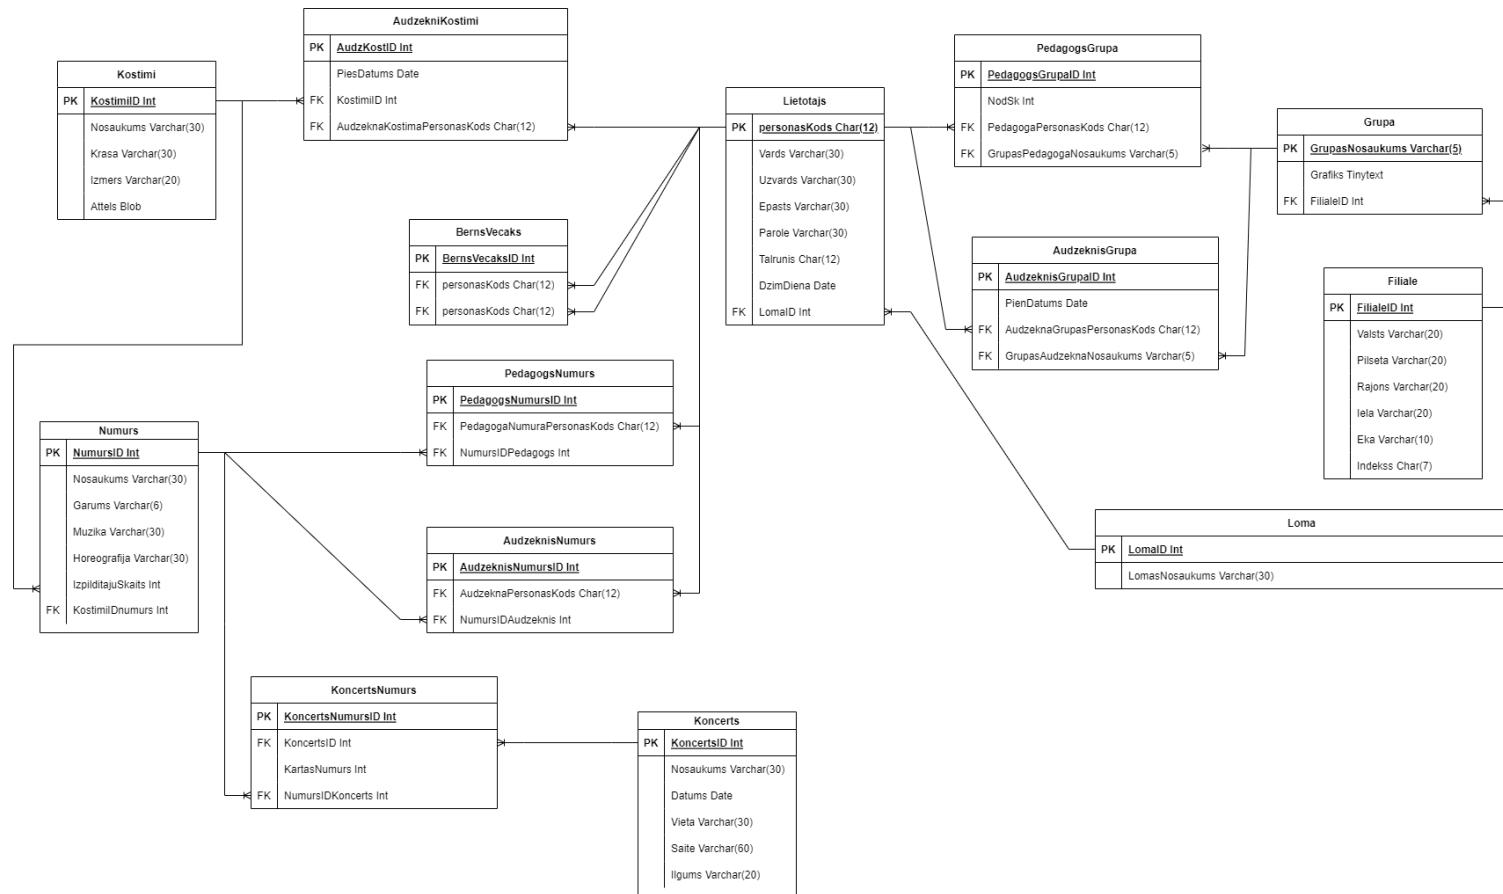 AudzekniKostimi
PK AudzKostID Int
PiesDatums Date
FK KostimiID Int
FK AudzeknaKostimaPersonasKods Char(12)
Kostimi
PK KostimiID Int
Nosaukums Varchar(30)
Krasa Varchar(30)
Izmers Varchar(20)
Attels Blob
BernsVecaks
PK BernsVecaksID Int
FK personasKods Char(12)
FK personasKods Char(12)
Lietotajs
PK personasKods Char(12)
Vards Varchar(30)
Uzvards Varchar(30)
Epasts Varchar(30)
Parole Varchar(30)
Talrunis Char(12)
DzimDiena Date
FK LomaID Int
PedagogsGrupa
PK PedagogsGrupaID Int
NodSk Int
FK PedagogaPersonasKods Char(12)
FK GrupasPedagogaNosaukums Varchar(5)
Grupa
PK GrupasNosaukums Varchar(5)
Grafiks Tinytext
FK FilialeID Int
AudzeknisGrupa
PK AudzeknisGrupaID Int
PienDatums Date
FK AudzeknaGrupasPersonasKods Char(12)
FK GrupasAudzeknaNosaukums Varchar(5)
Filiale
PK FilialeID Int
Valsts Varchar(20)
Pilseta Varchar(20)
Rajons Varchar(20)
Iela Varchar(20)
Eka Varchar(10)
Indekss Char(7)
PedagogsNumurs
PK PedagogsNumursID Int
FK PedagogaNumuraPersonasKods Char(12)
FK NumursIDPedagogs Int
Numurs
PK NumursID Int
Nosaukums Varchar(30)
Garums Varchar(6)
Muzika Varchar(30)
Horeografija Varchar(30)
IzpilditajuSkaits Int
FK KostimiIDnumurs Int
AudzeknisNumurs
PK AudzeknisNumursID Int
FK AudzeknaPersonasKods Char(12)
FK NumursIDAudzeknis Int
Loma
PK LomaID Int
LomasNosaukums Varchar(30)
KoncertsNumurs
PK KoncertsNumursID Int
FK KoncertsID Int
KartasNumurs Int
FK NumursIDKoncerts Int
Koncerts
PK KoncertsID Int
Nosaukums Varchar(30)
Datums Date
Vieta Varchar(30)
Saite Varchar(60)
Ilgums Varchar(20)